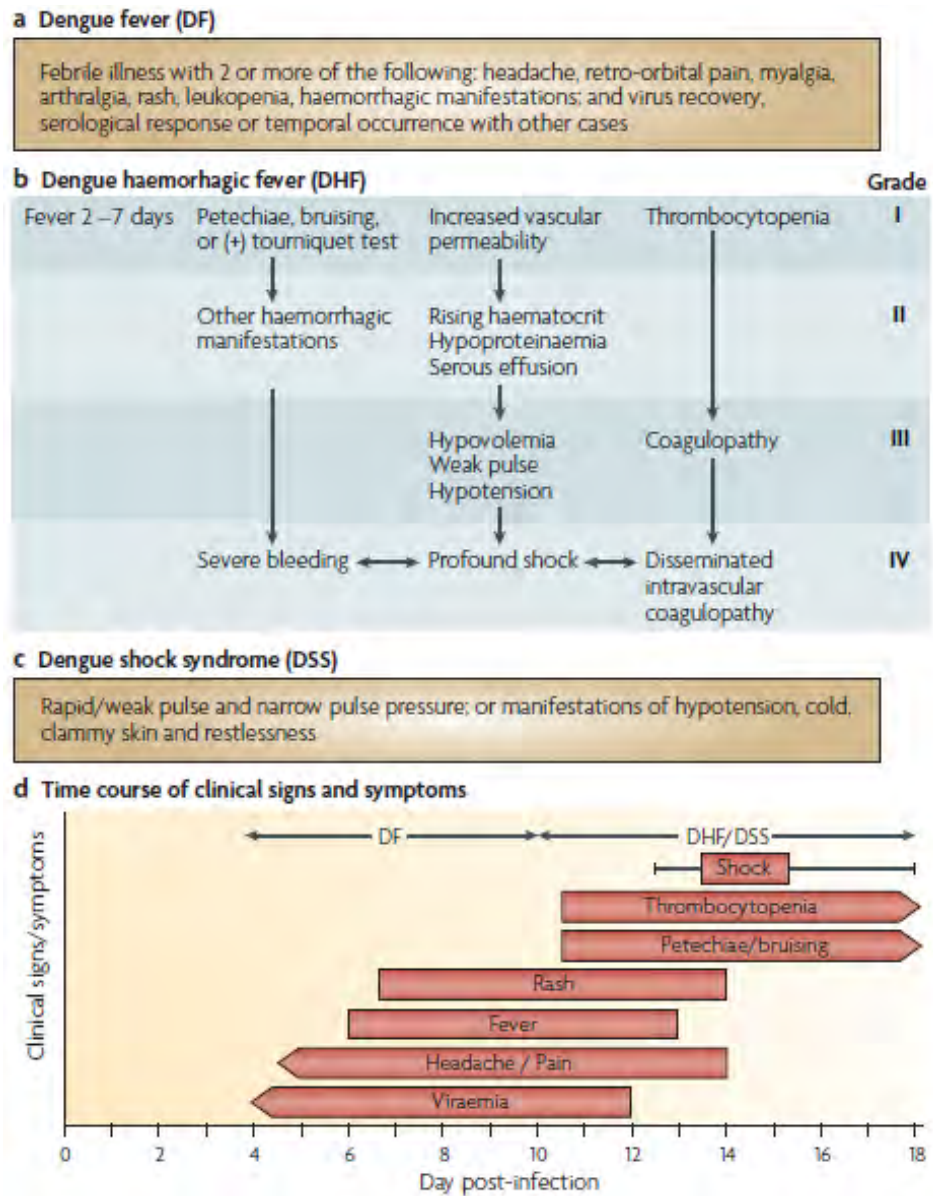 a Dengue fever (DF)
Febrile illness with 2 or more of the following: headache, retro-orbital pain, myalgia,
arthralgia, rash, leukopenia, haemorrhagic manifestations; and virus recovery,
serological response or temporal occurrence with other cases
b Dengue haemorhagic fever (DHF)
Grade
Fever 2–7 days
Petechiae, bruising,
or (+) tourniquet test
Increased vascular
permeability
Thrombocytopenia
I
Other haemorrhagic
manifestations
Rising haematocrit
Hypoproteinaemia
Serous effusion
II
Hypovolemia
Weak pulse
Hypotension
Coagulopathy
III
Severe bleeding
Profound shock
Disseminated
intravascular
coagulopathy
IV
c Dengue shock syndrome (DSS)
Rapid/weak pulse and narrow pulse pressure; or manifestations of hypotension, cold,
clammy skin and restlessness
d Time course of clinical signs and symptoms
Clinical signs/symptoms
DF
DHF/DSS
Shock
Thrombocytopenia
Petechiae/bruising
Rash
Fever
Headache / Pain
Viraemia
0 2 4 6 8 10 12 14 16 18
Day post-infection